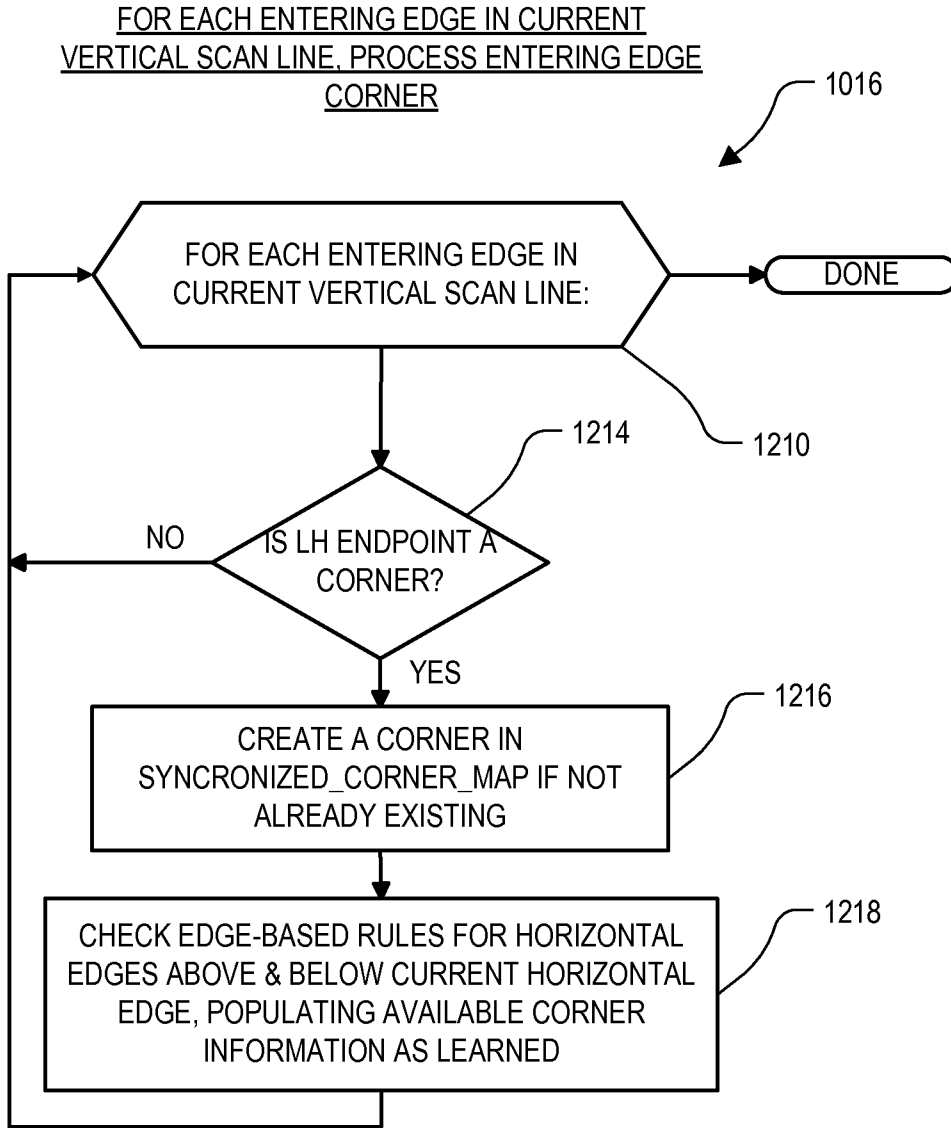 FOR EACH ENTERING EDGE IN CURRENT
VERTICAL SCAN LINE, PROCESS ENTERING EDGE
CORNER
1016
FOR EACH ENTERING EDGE IN
CURRENT VERTICAL SCAN LINE:
DONE
1210
1214
NO
IS LH ENDPOINT A
CORNER?
YES
1216
CREATE A CORNER IN
SYNCRONIZED_CORNER_MAP IF NOT
ALREADY EXISTING
1218
CHECK EDGE-BASED RULES FOR HORIZONTAL
EDGES ABOVE & BELOW CURRENT HORIZONTAL
EDGE, POPULATING AVAILABLE CORNER
INFORMATION AS LEARNED